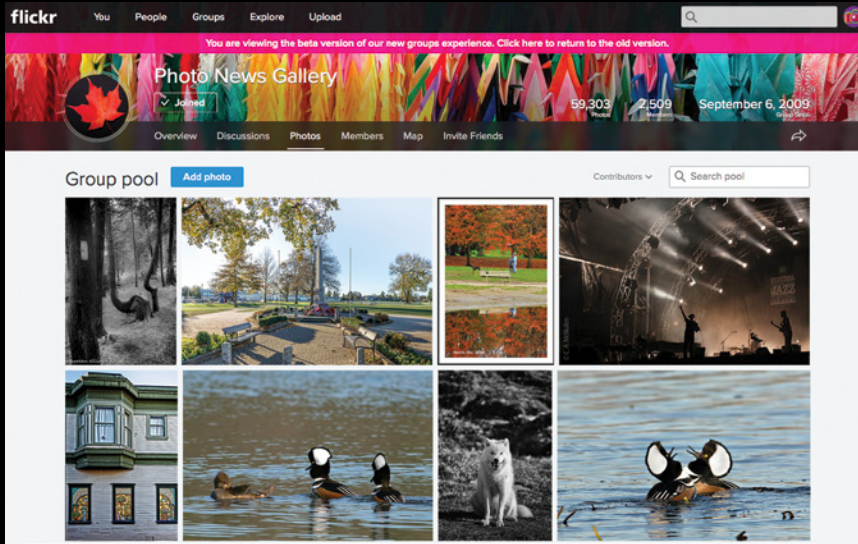 flickr You People Groups Explore Upload
You are viewing the beta version of our new groups experience. Click here to return to the old version.
Photo News Gallery
Joined
59,303 2,509 September 6, 2009
Photos Members Group Since
Overview Discussions Photos Members Map Invite Friends
Group pool Add photo Contributors Search pool
JAZZ